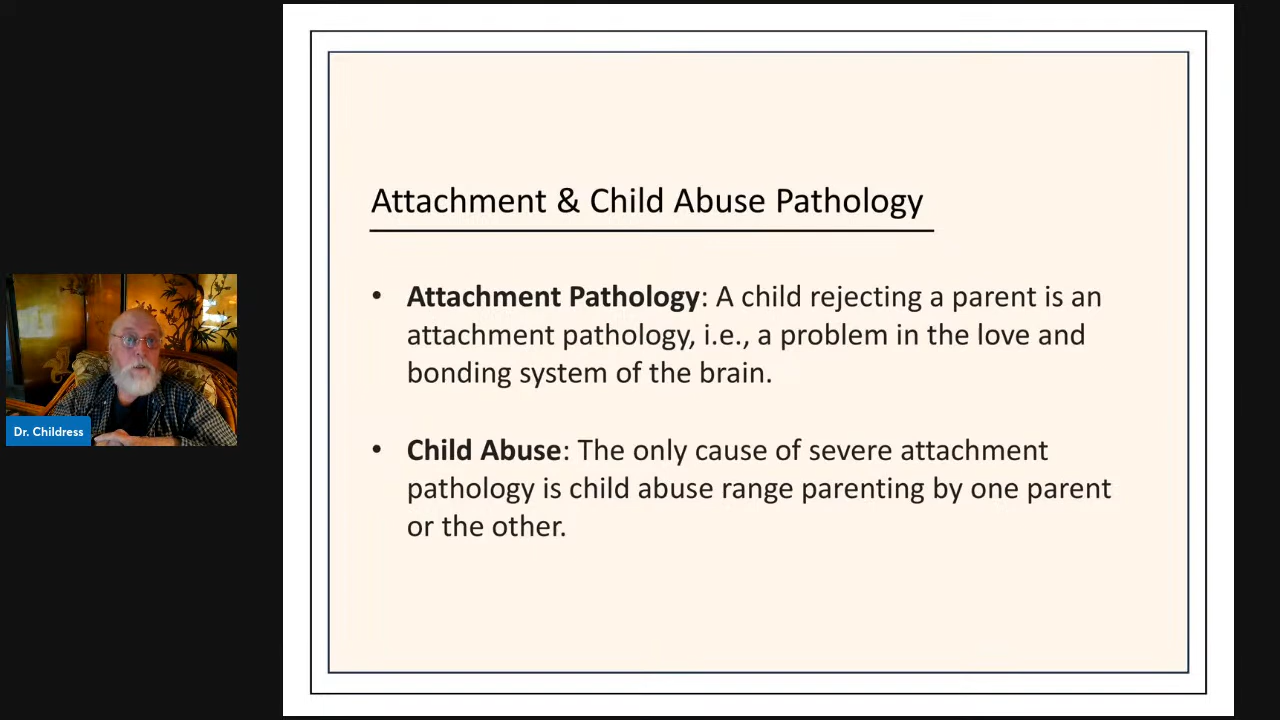 Attachment & Child Abuse Pathology
• Attachment Pathology: A child rejecting a parent is an
attachment pathology, i.e., a problem in the love and
bonding system of the brain.
• Child Abuse: The only cause of severe attachment
pathology is child abuse range parenting by one parent
or the other.
Dr. Childress